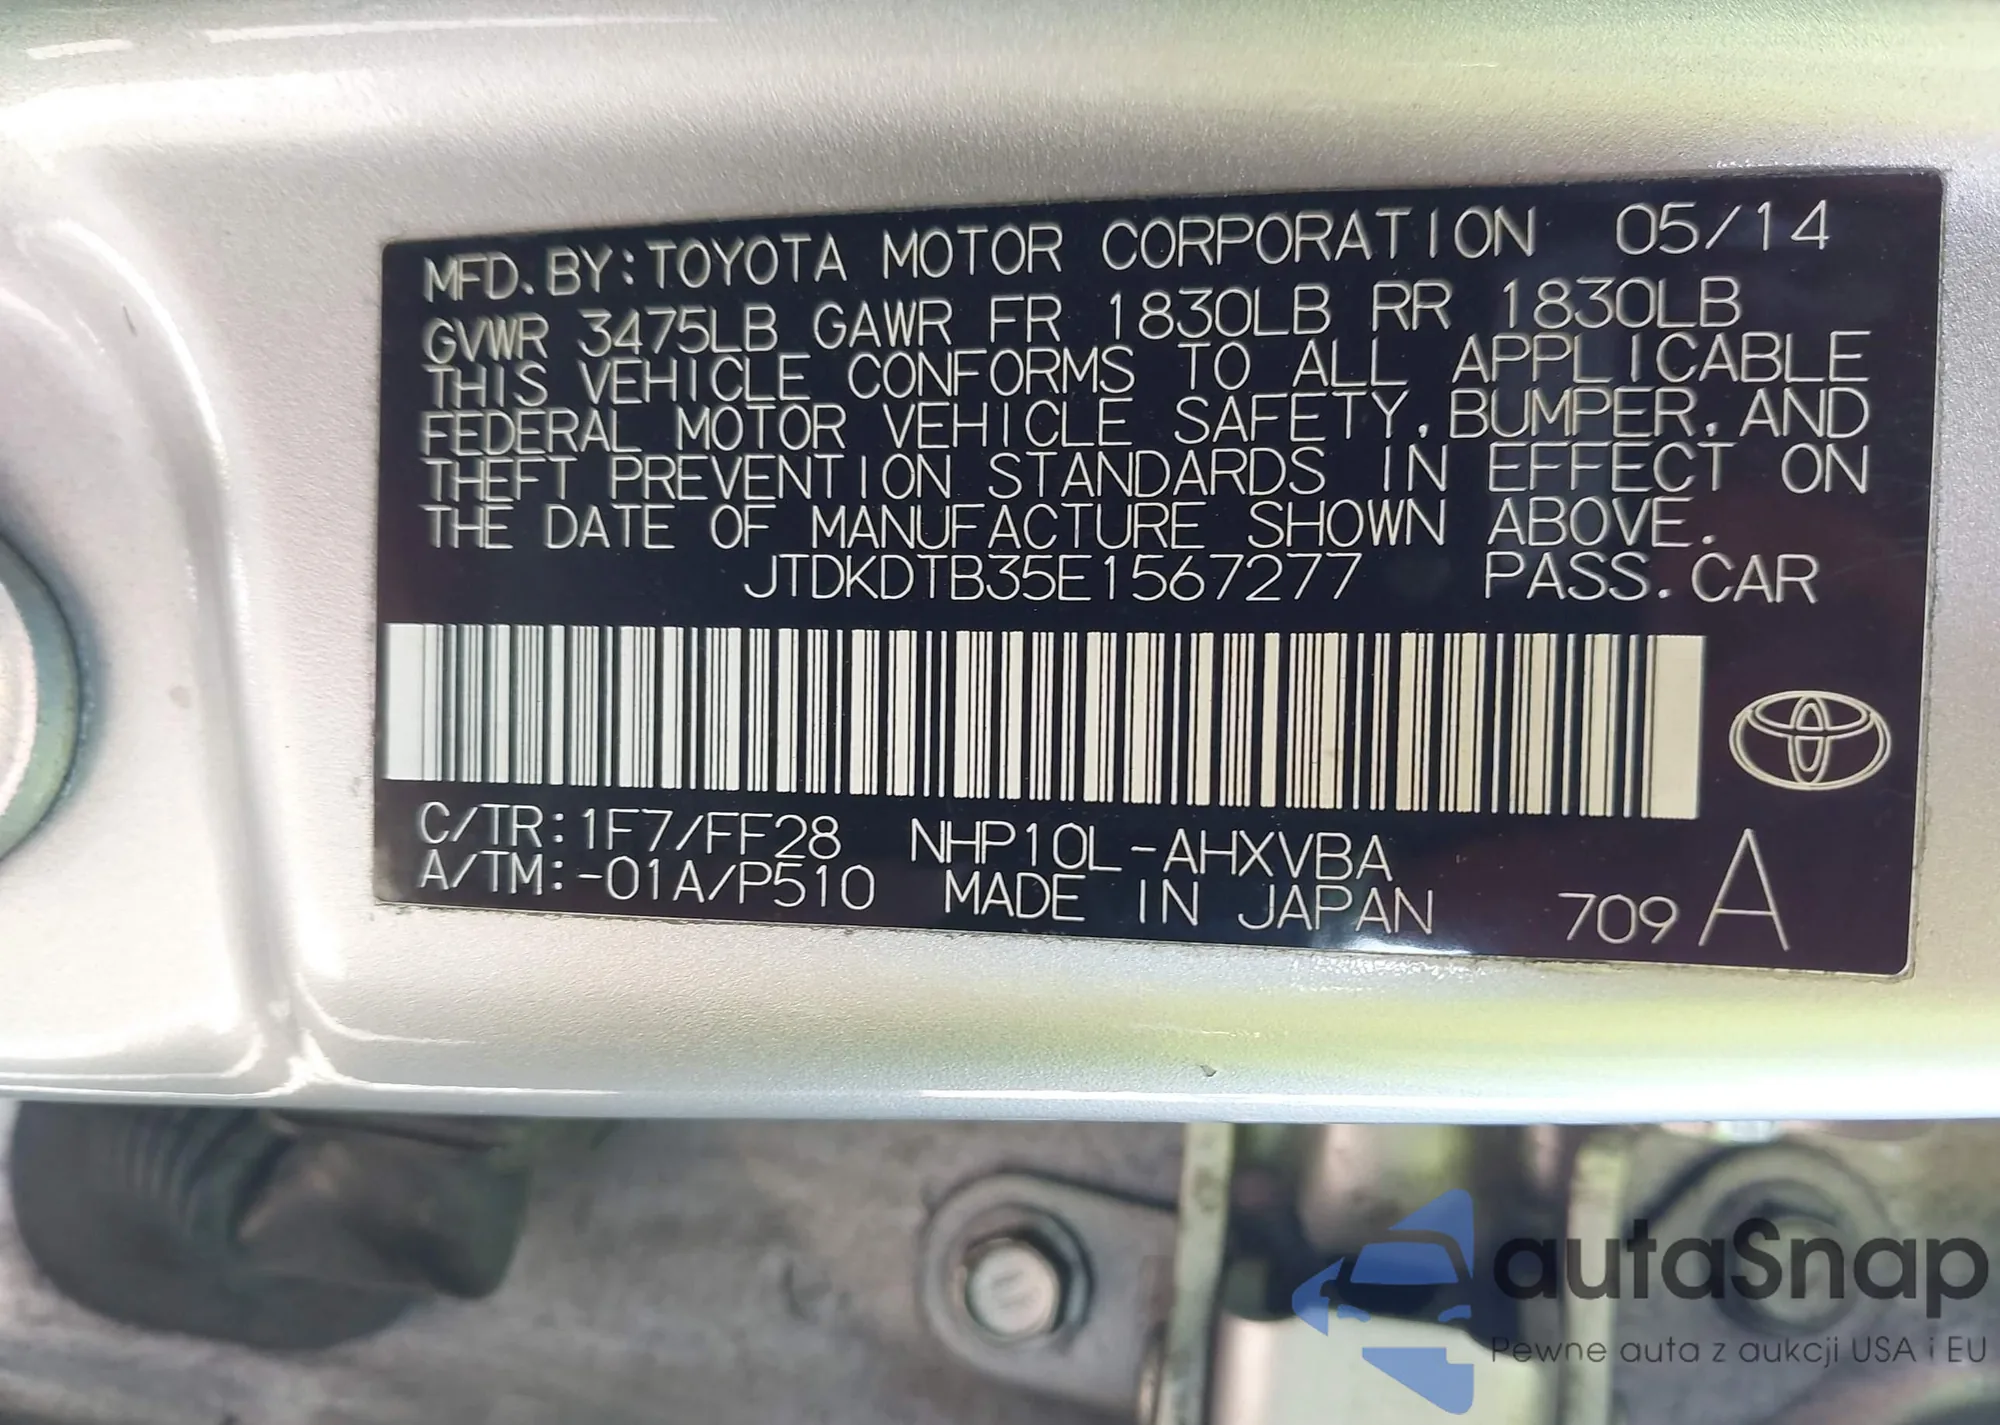 MFD. BY: TOYOTA MOTOR CORPORATION 05/14
GVWR 3475LB GAWR FR 1830LB RR 1830LB
THIS VEHICLE CONFORMS TO ALL APPLICABLE
FEDERAL MOTOR VEHICLE SAFETY, BUMPER, AND
THEFT PREVENTION STANDARDS IN EFFECT ON
THE DATE OF MANUFACTURE SHOWN ABOVE.
JTDKDTB35E1567277 PASS. CAR
C/TR: 1F7/FF28 NHP10L-AHXVBA
A/TM: -01A/P510 MADE IN JAPAN 709 A
autaSnap
Pewne auta z aukcji USA i EU